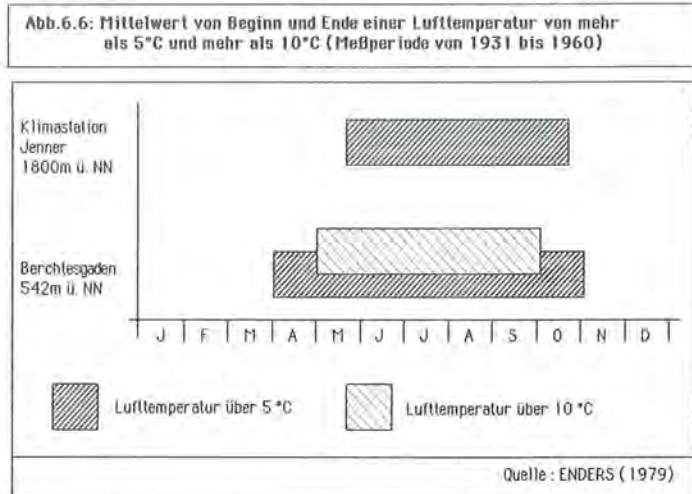 Abb.6.6: Mittelwert von Beginn und Ende einer Lufttemperatur von mehr
als 5°C und mehr als 10°C (Meßperiode von 1931 bis 1960)
Klimastation
Jenner
1800m ü. NN
Berchtesgaden
542m ü. NN
J F M A M J J A S O N D
Lufttemperatur über 5 °C
Lufttemperatur über 10 °C
Quelle : ENDERS ( 1979)